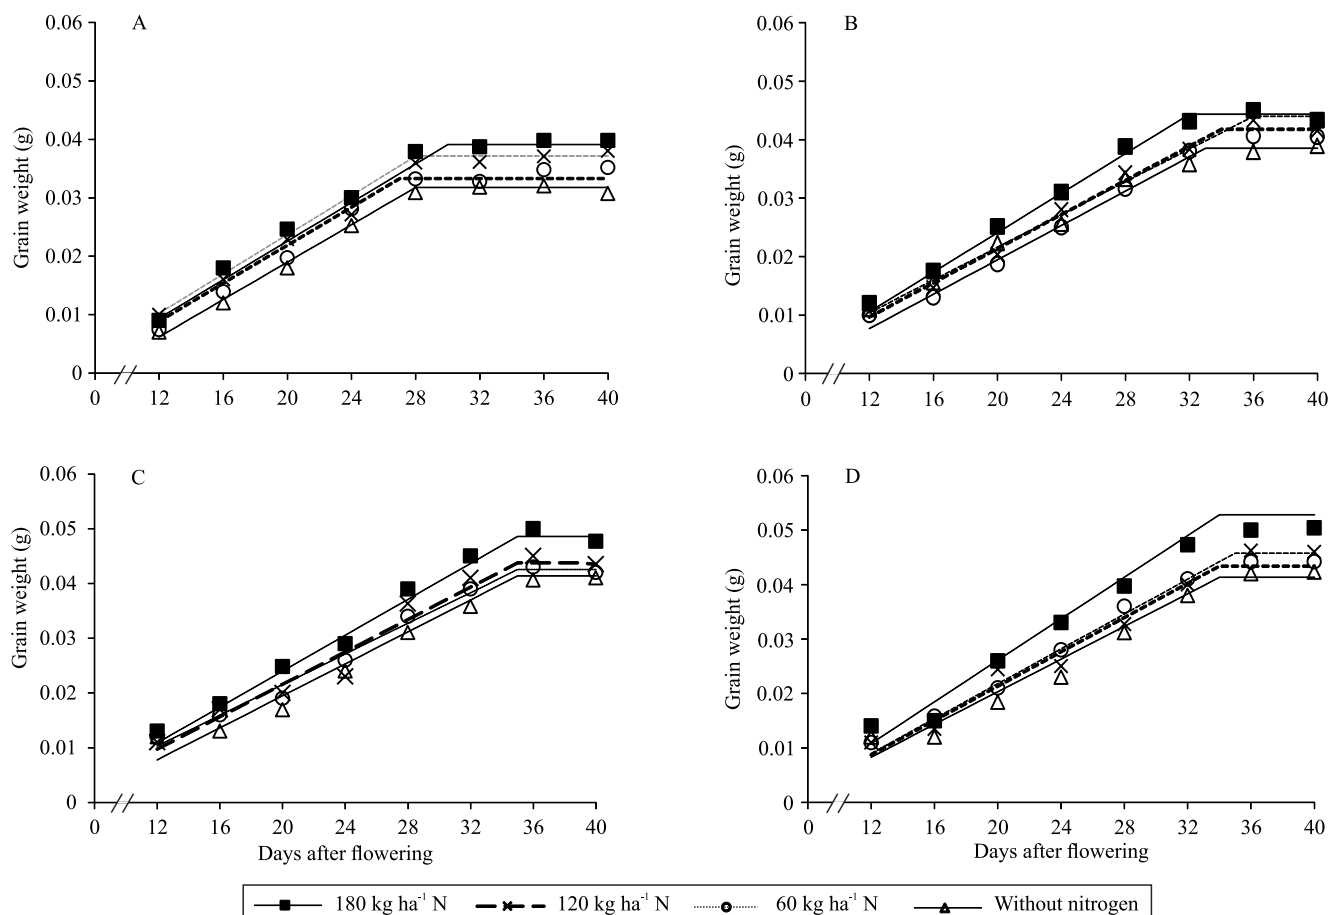 A
0.06
0.05
0.04
0.03
0.02
0.01
0
Grain weight (g)
0 12 16 20 24 28 32 36 40
B
0.06
0.05
0.04
0.03
0.02
0.01
0
Grain weight (g)
0 12 16 20 24 28 32 36 40
C
0.06
0.05
0.04
0.03
0.02
0.01
0
Grain weight (g)
0 12 16 20 24 28 32 36 40
Days after flowering
D
0.06
0.05
0.04
0.03
0.02
0.01
0
Grain weight (g)
0 12 16 20 24 28 32 36 40
Days after flowering
180 kg ha⁻¹ N 120 kg ha⁻¹ N 60 kg ha⁻¹ N Without nitrogen